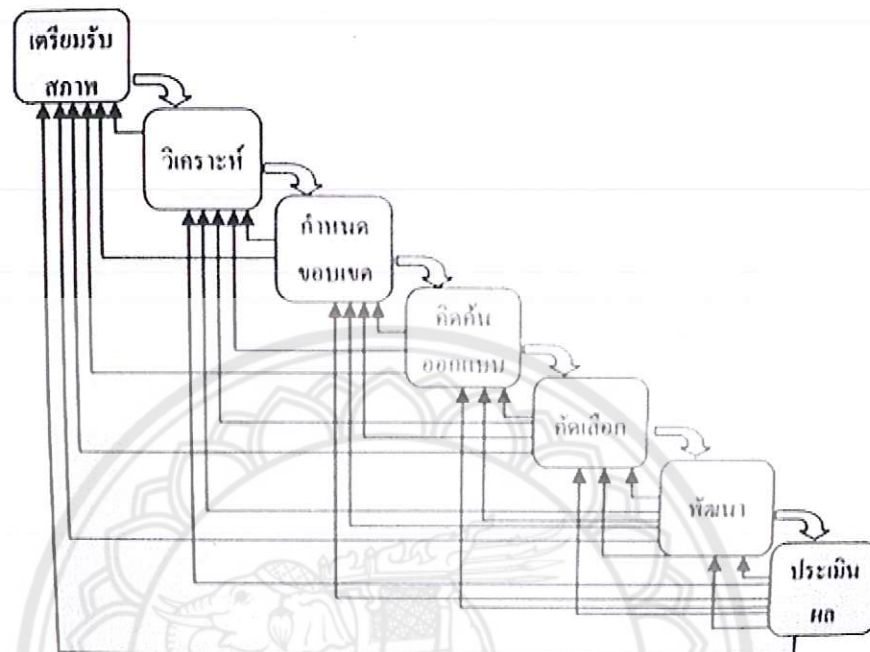 เตรียมรับ
สภาพ
วิเคราะห์
กำหนด
ขอบเขต
คิดค้น
ออกแบบ
คัดเลือก
พัฒนา
ประเมิน
ผล